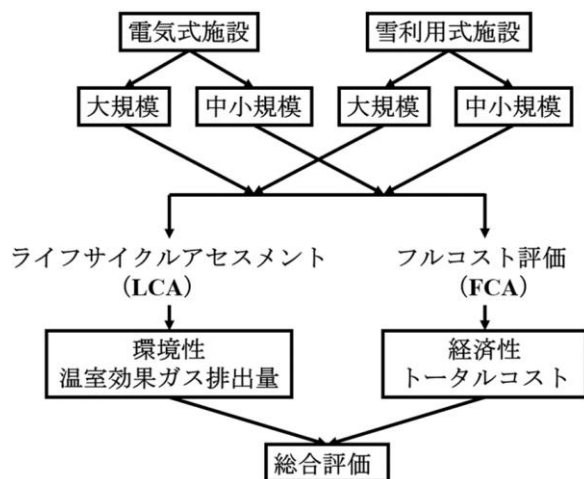 電気式施設
雪利用式施設
大規模
中小規模
大規模
中小規模
ライフサイクルアセスメント
（LCA）
フルコスト評価
（FCA）
環境性
温室効果ガス排出量
経済性
トータルコスト
総合評価